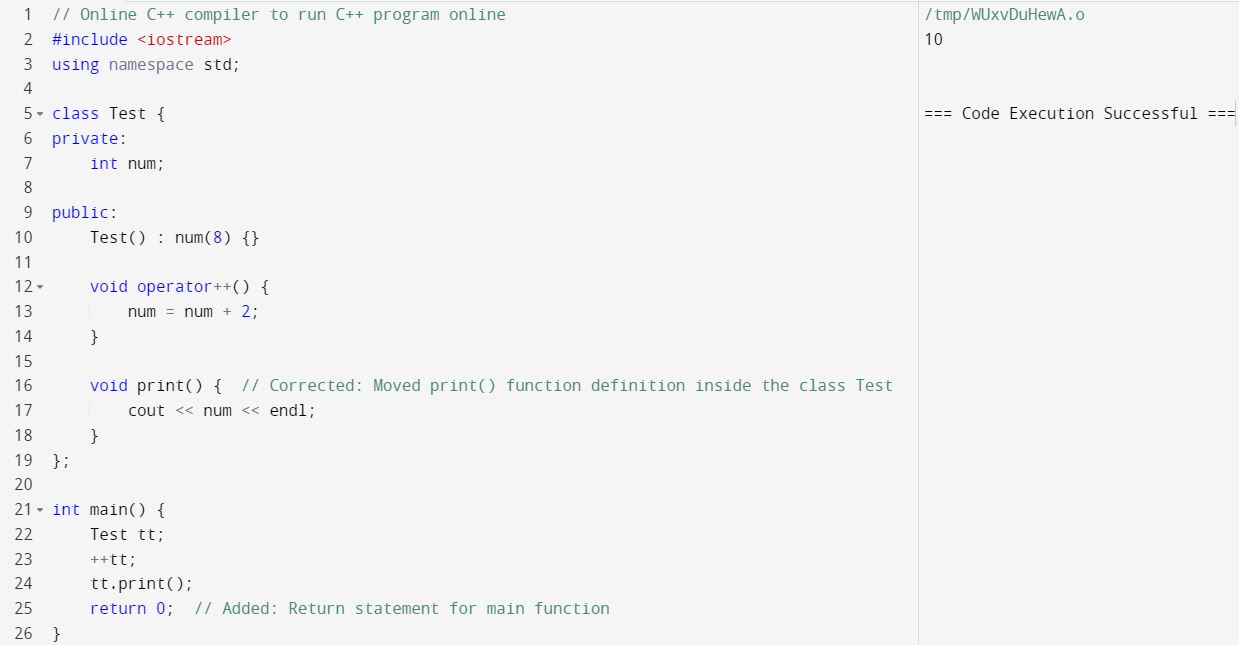 1 // Online C++ compiler to run C++ program online
2 #include <iostream>
3 using namespace std;
4
5 class Test {
6 private:
7     int num;
8
9 public:
10     Test() : num(8) {}
11
12     void operator++() {
13         num = num + 2;
14     }
15
16     void print() {  // Corrected: Moved print() function definition inside the class Test
17         cout << num << endl;
18     }
19 };
20
21 int main() {
22     Test tt;
23     ++tt;
24     tt.print();
25     return 0;  // Added: Return statement for main function
26 }
/tmp/WUxvDuHewA.o
10
=== Code Execution Successful ===